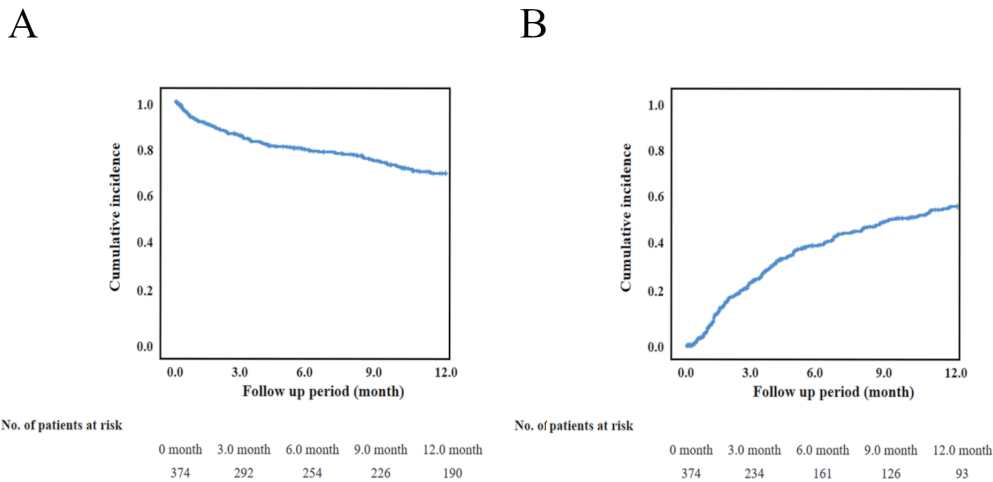 A
B
Cumulative incidence
1.0
0.8
0.6
0.4
0.2
0.0
0.0 3.0 6.0 9.0 12.0
Follow up period (month)
No. of patients at risk
0 month 3.0 month 6.0 month 9.0 month 12.0 month
374 292 254 226 190
Cumulative incidence
1.0
0.8
0.6
0.4
0.2
0.0
0.0 3.0 6.0 9.0 12.0
Follow up period (month)
No. of patients at risk
0 month 3.0 month 6.0 month 9.0 month 12.0 month
374 234 161 126 93